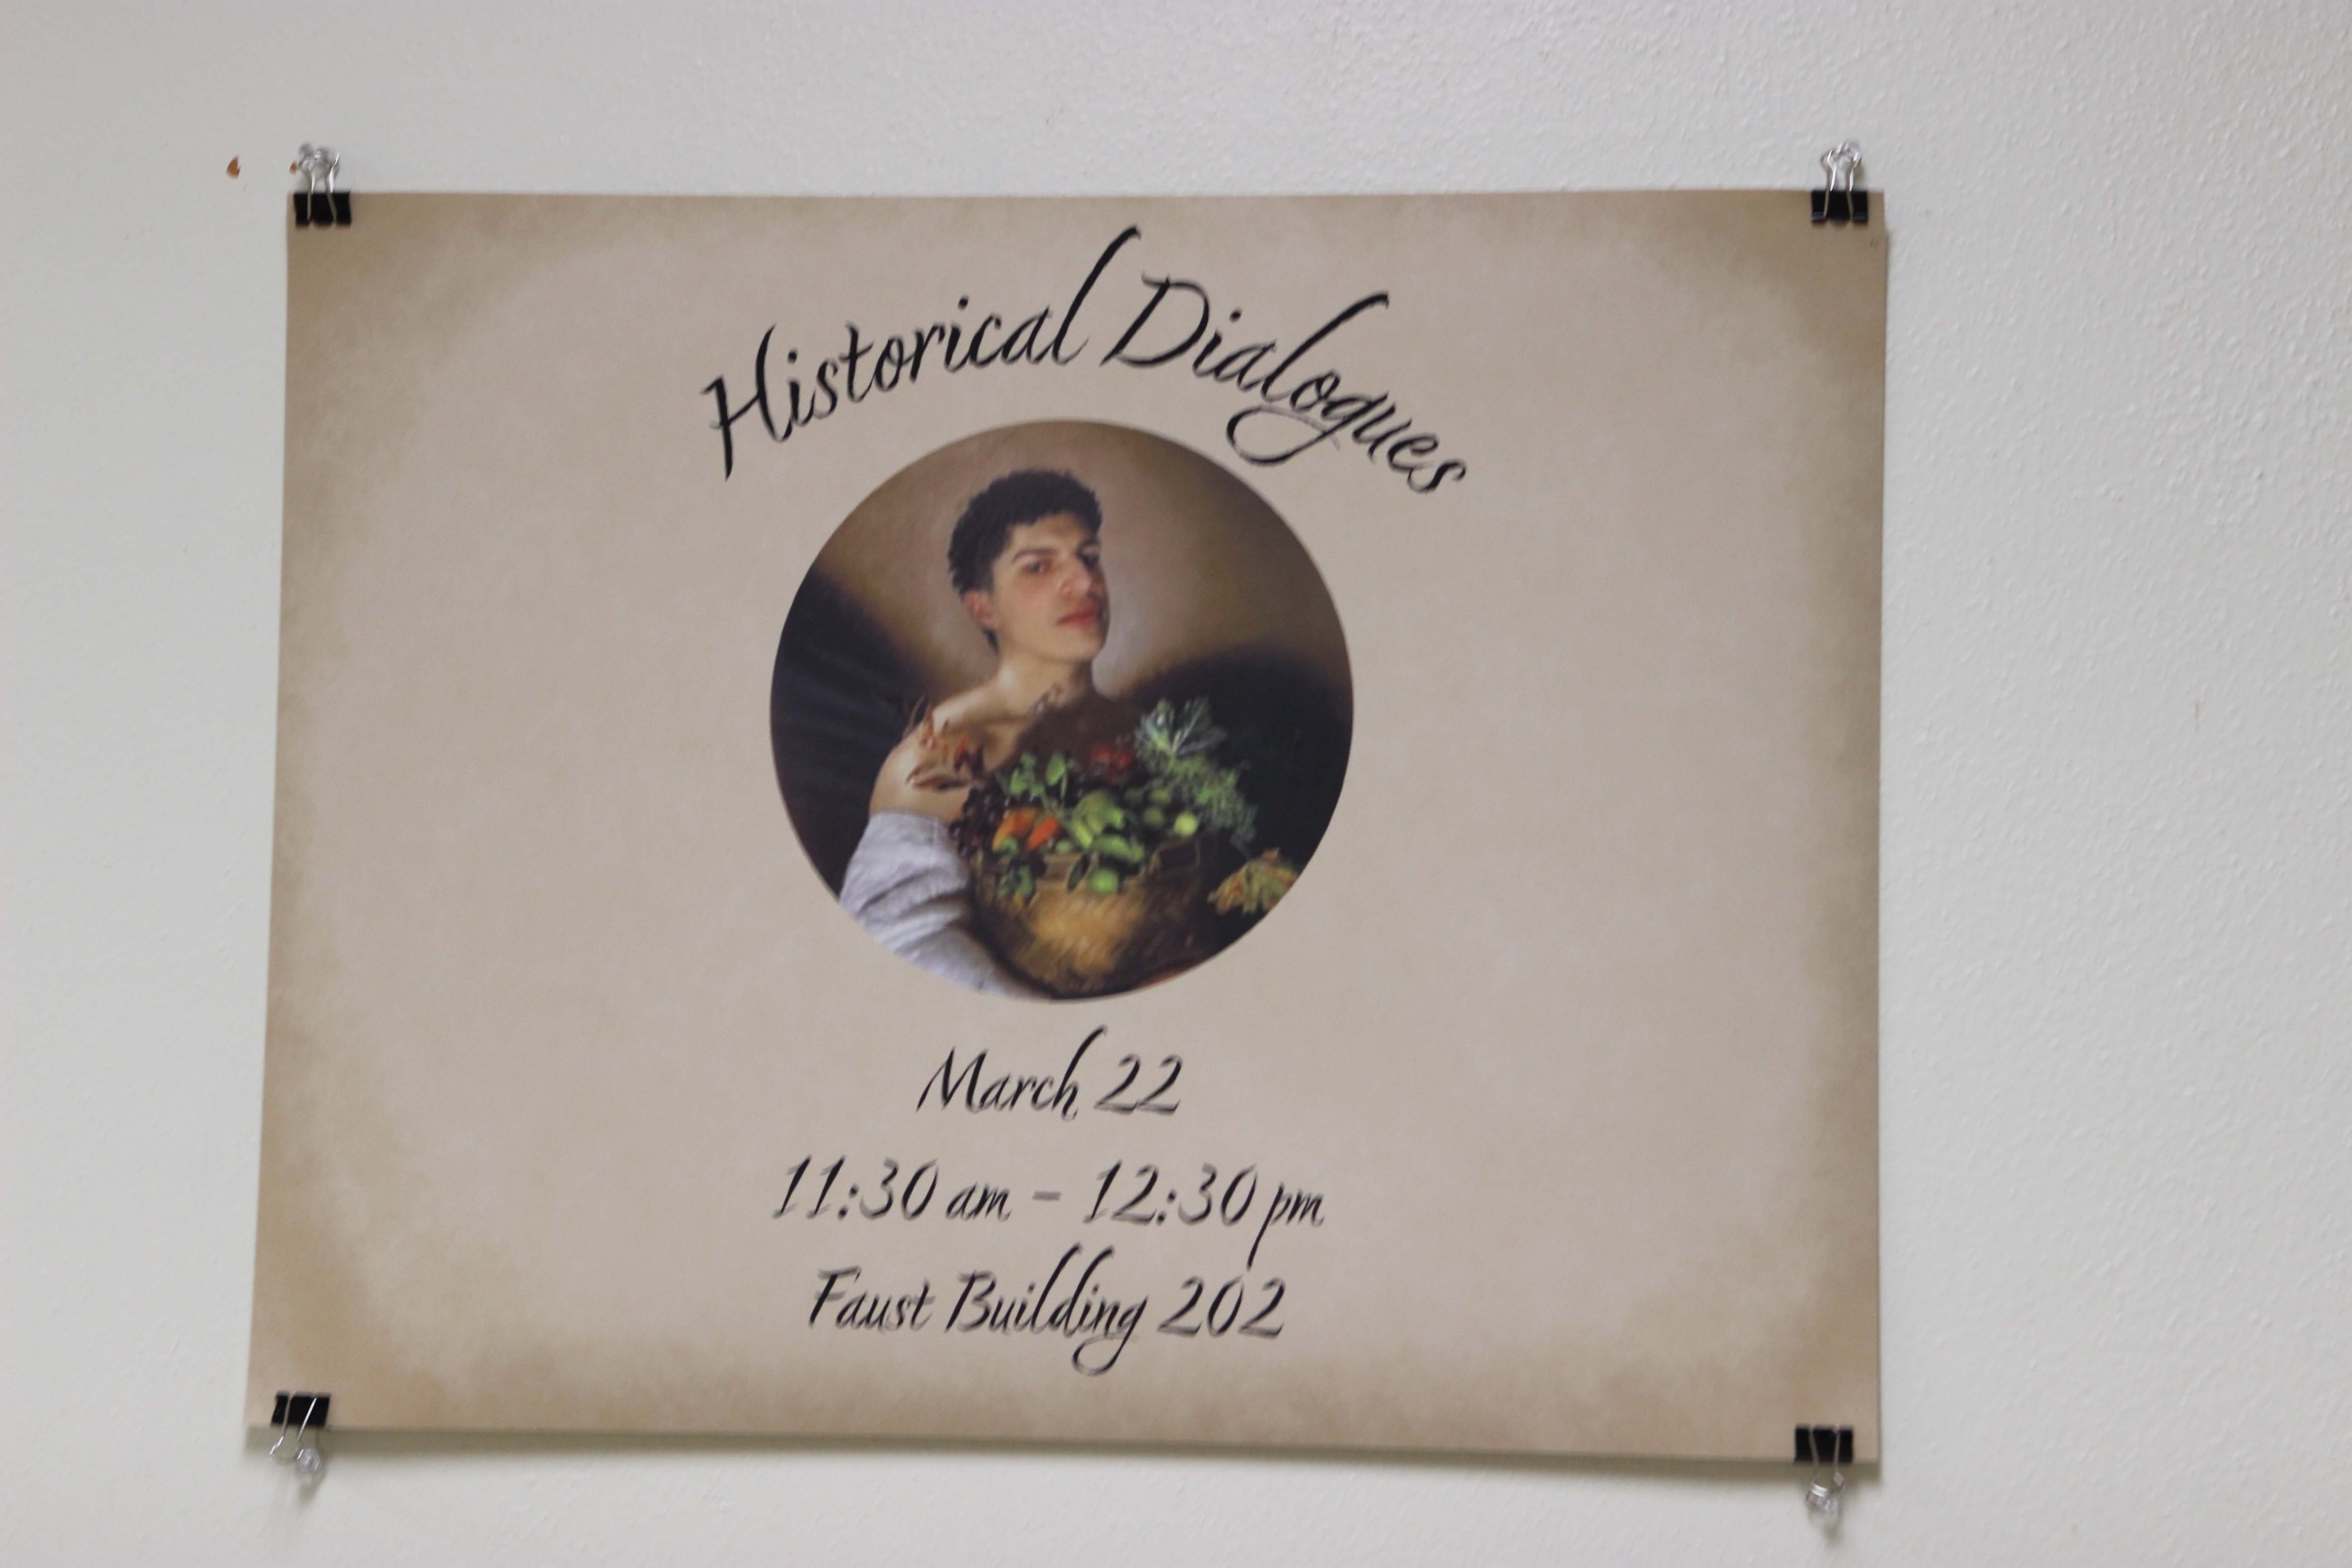 Historical Dialogues
March 22
11:30 am - 12:30 pm
Faust Building 202